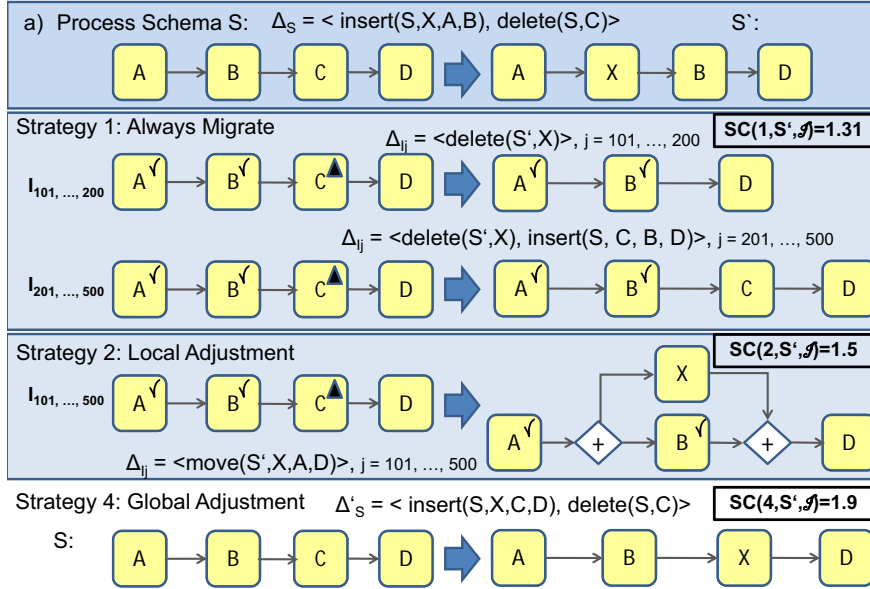 a) Process Schema S: Δ_S = < insert(S,X,A,B), delete(S,C)> S`:
A B C D A X B D
Strategy 1: Always Migrate SC(1,S‘,ℐ)=1.31
Δ_Ij = <delete(S‘,X)>, j = 101, …, 200
I_101, …, 200 A√ B√ C D A√ B√ D
Δ_Ij = <delete(S‘,X), insert(S, C, B, D)>, j = 201, …, 500
I_201, …, 500 A√ B√ C D A√ B√ C D
Strategy 2: Local Adjustment SC(2,S‘,ℐ)=1.5
X
I_101, …, 500 A√ B√ C D
A√ + B√ + D
Δ_Ij = <move(S‘,X,A,D)>, j = 101, …, 500
Strategy 4: Global Adjustment Δ‘_S = < insert(S,X,C,D), delete(S,C)> SC(4,S‘,ℐ)=1.9
S: A B C D A B X D